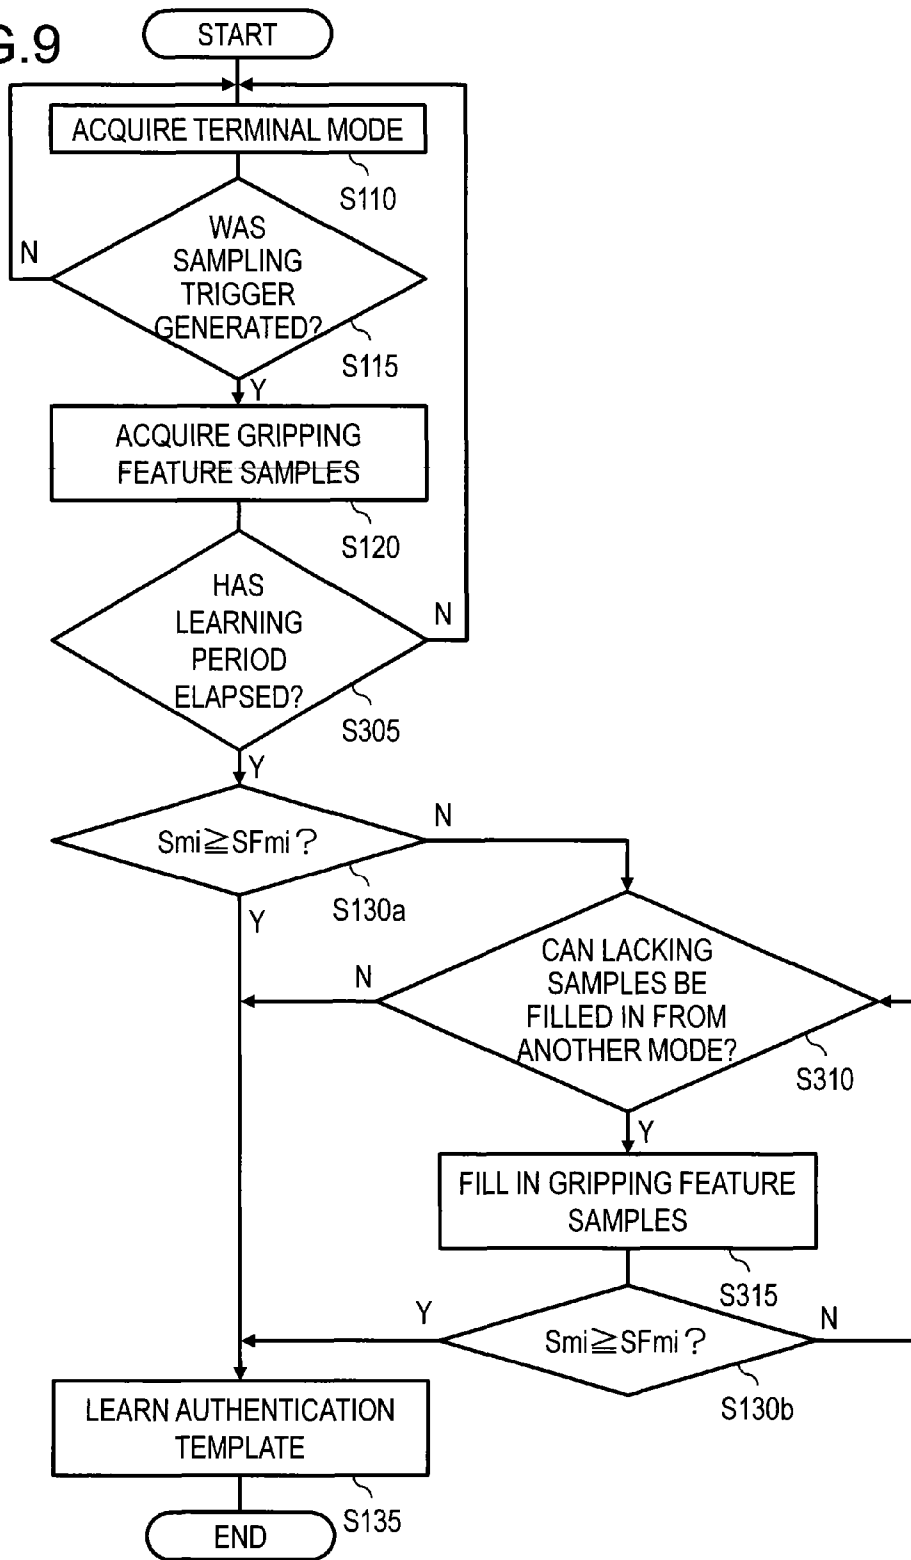 G.9
START
ACQUIRE TERMINAL MODE
S110
WAS
SAMPLING
TRIGGER
GENERATED?
N
S115
Y
ACQUIRE GRIPPING
FEATURE SAMPLES
S120
HAS
LEARNING
PERIOD
ELAPSED?
N
S305
Y
Smi≧SFmi?
N
S130a
Y
CAN LACKING
SAMPLES BE
FILLED IN FROM
ANOTHER MODE?
N
S310
Y
FILL IN GRIPPING FEATURE
SAMPLES
S315
Smi≧SFmi?
Y
N
S130b
LEARN AUTHENTICATION
TEMPLATE
S135
END